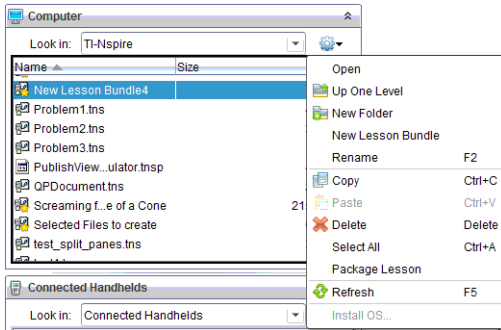 Computer
Look in: TI-Nspire
Name Size
New Lesson Bundle4
Problem1.tns
Problem2.tns
Problem3.tns
PublishView...ulator.tnsp
QPDocument.tns
Screaming f...e of a Cone 21
Selected Files to create
test_split_panes.tns
Open
Up One Level
New Folder
New Lesson Bundle
Rename F2
Copy Ctrl+C
Paste Ctrl+V
Delete Delete
Select All Ctrl+A
Package Lesson
Refresh F5
Install OS...
Connected Handhelds
Look in: Connected Handhelds